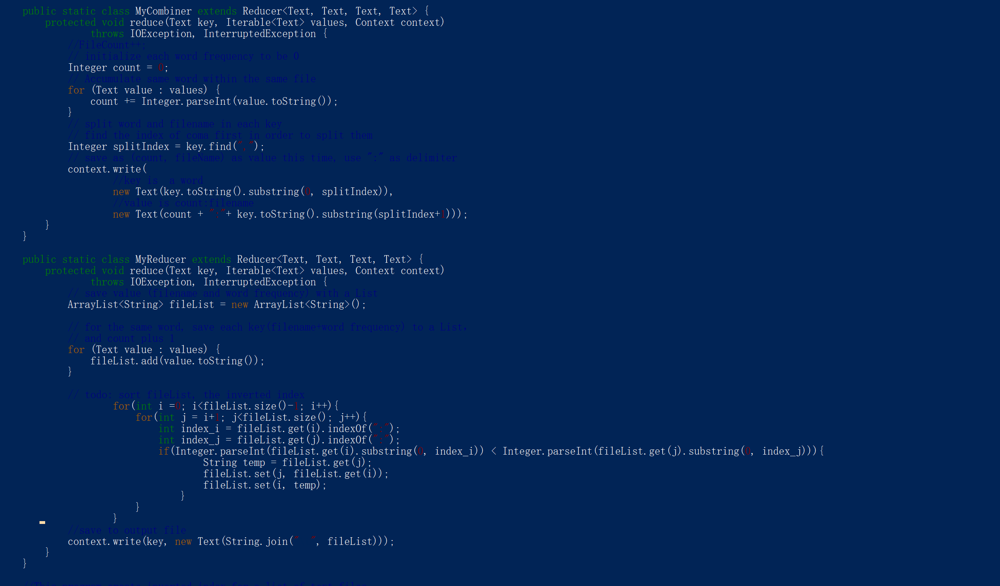 public static class MyCombiner extends Reducer<Text, Text, Text, Text> {
protected void reduce(Text key, Iterable<Text> values, Context context)
throws IOException, InterruptedException {
//FileCount++;
// initialize each word frequency to be 0
Integer count = 0;
// Accumulate same word within the same file
for (Text value : values) {
count += Integer.parseInt(value.toString());
}
// split word and filename in each key
// find the index of coma first in order to split them
Integer splitIndex = key.find(",");
// save as (count, fileName) as value this time, use ":" as delimiter
context.write(
//key is  a word
new Text(key.toString().substring(0, splitIndex)),
//value is count:filename
new Text(count + ":"+ key.toString().substring(splitIndex+1)));
}
}
public static class MyReducer extends Reducer<Text, Text, Text, Text> {
protected void reduce(Text key, Iterable<Text> values, Context context)
throws IOException, InterruptedException {
// save value (filename and word frequency) with a List
ArrayList<String> fileList = new ArrayList<String>();
// for the same word, save each key(filename+word frequency) to a List,
// and count plus 1
for (Text value : values) {
fileList.add(value.toString());
}
// todo: sort fileList, the inverted index
for(int i =0; i<fileList.size()-1; i++){
for(int j = i+1; j<fileList.size(); j++){
int index_i = fileList.get(i).indexOf(":");
int index_j = fileList.get(j).indexOf(":");
if(Integer.parseInt(fileList.get(i).substring(0, index_i)) < Integer.parseInt(fileList.get(j).substring(0, index_j))){
String temp = fileList.get(j);
fileList.set(j, fileList.get(i));
fileList.set(i, temp);
}
}
}
//save to output file
context.write(key, new Text(String.join("  ", fileList)));
}
}
//This program create inverted index for a list of text files